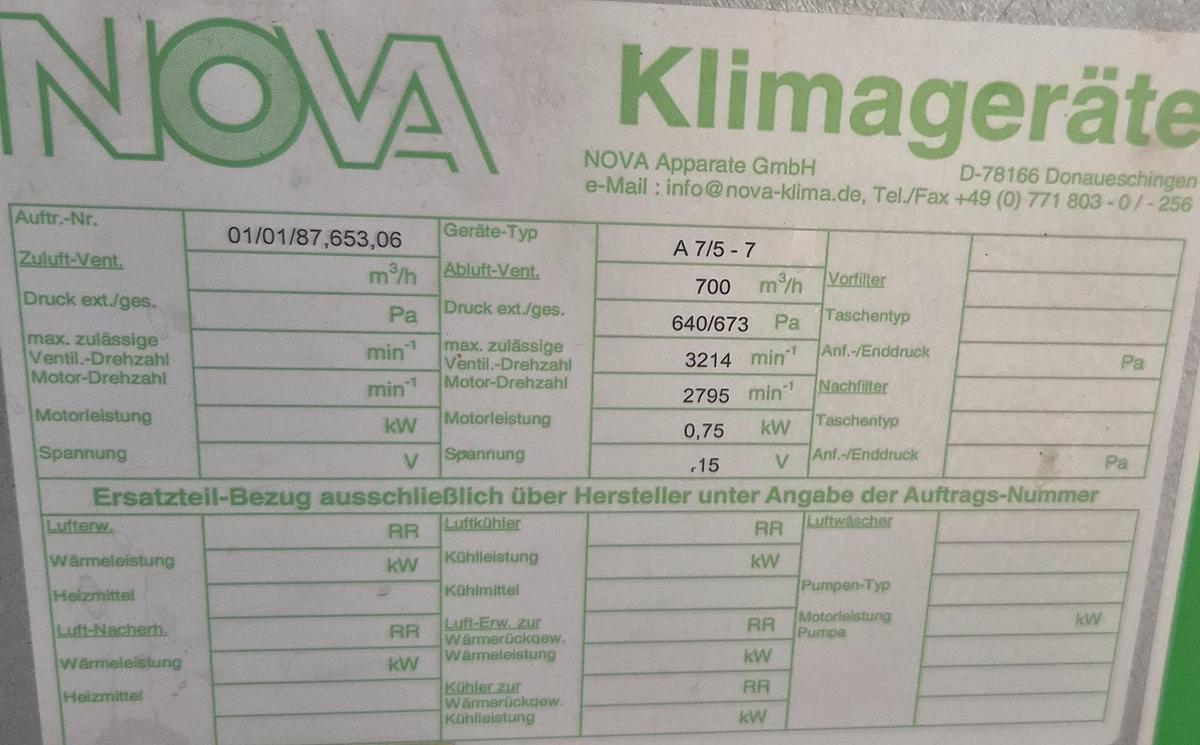 NOVA Klimageräte
NOVA Apparate GmbH D-78166 Donaueschingen
e-Mail : info@nova-klima.de, Tel./Fax +49 (0) 771 803 - 0 / - 256
Auftr.-Nr. 01/01/87,653,06 Geräte-Typ A 7/5 - 7
Zuluft-Vent. m³/h Abluft-Vent. 700 m³/h Vorfilter
Druck ext./ges. Pa Druck ext./ges. 640/673 Pa Taschentyp
max. zulässige max. zulässige
Ventil.-Drehzahl min⁻¹ Ventil.-Drehzahl 3214 min⁻¹ Anf.-/Enddruck Pa
Motor-Drehzahl min⁻¹ Motor-Drehzahl 2795 min⁻¹ Nachfilter
Motorleistung kW Motorleistung 0,75 kW Taschentyp
Spannung V Spannung 15 V Anf.-/Enddruck Pa
Ersatzteil-Bezug ausschließlich über Hersteller unter Angabe der Auftrags-Nummer
Lufterw. RR Luftkühler RR Luftwäscher
Wärmeleistung kW Kühlleistung kW
Heizmittel Kühlmittel Pumpen-Typ
Luft-Nacherh. RR Luft-Erw. zur RR Motorleistung kW
Wärmerückgew. Pumpe
Wärmeleistung kW Wärmeleistung kW
Heizmittel Kühler zur RR
Wärmerückgew.
Kühlleistung kW